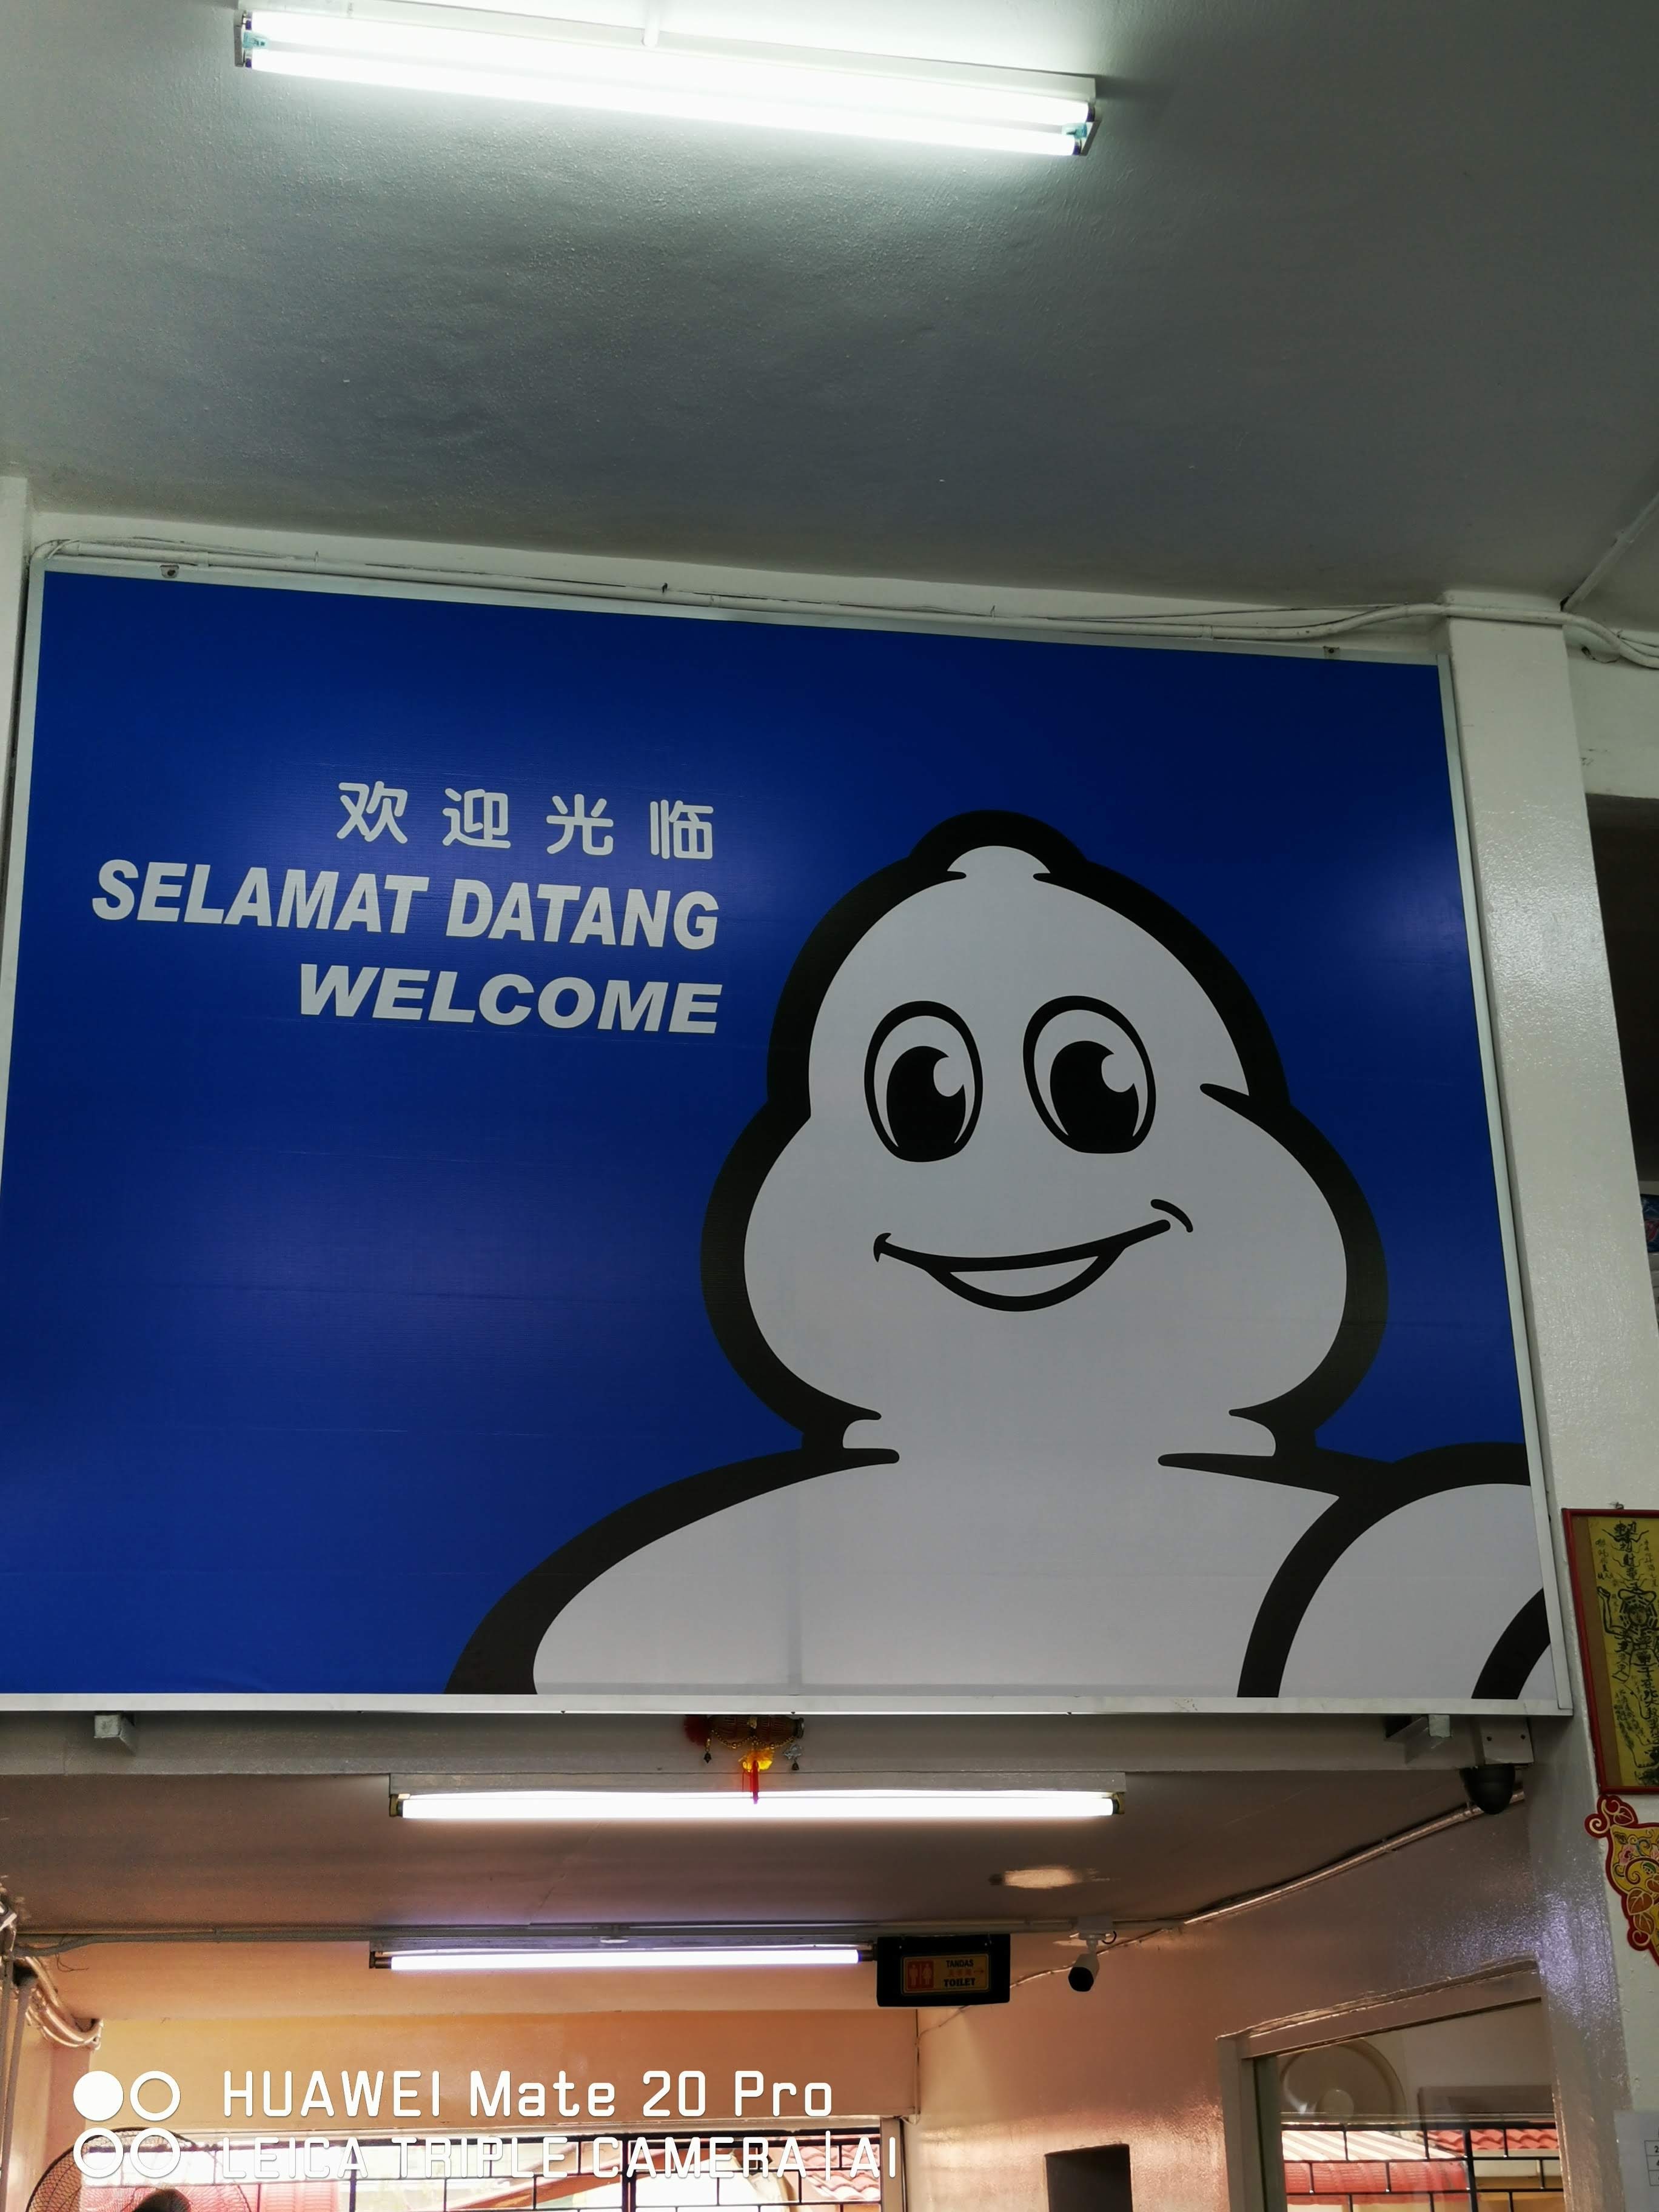 欢迎光临
SELAMAT DATANG
WELCOME
TANDAS
TOILET
HUAWEI Mate 20 Pro
LEICA TRIPLE CAMERA | AI